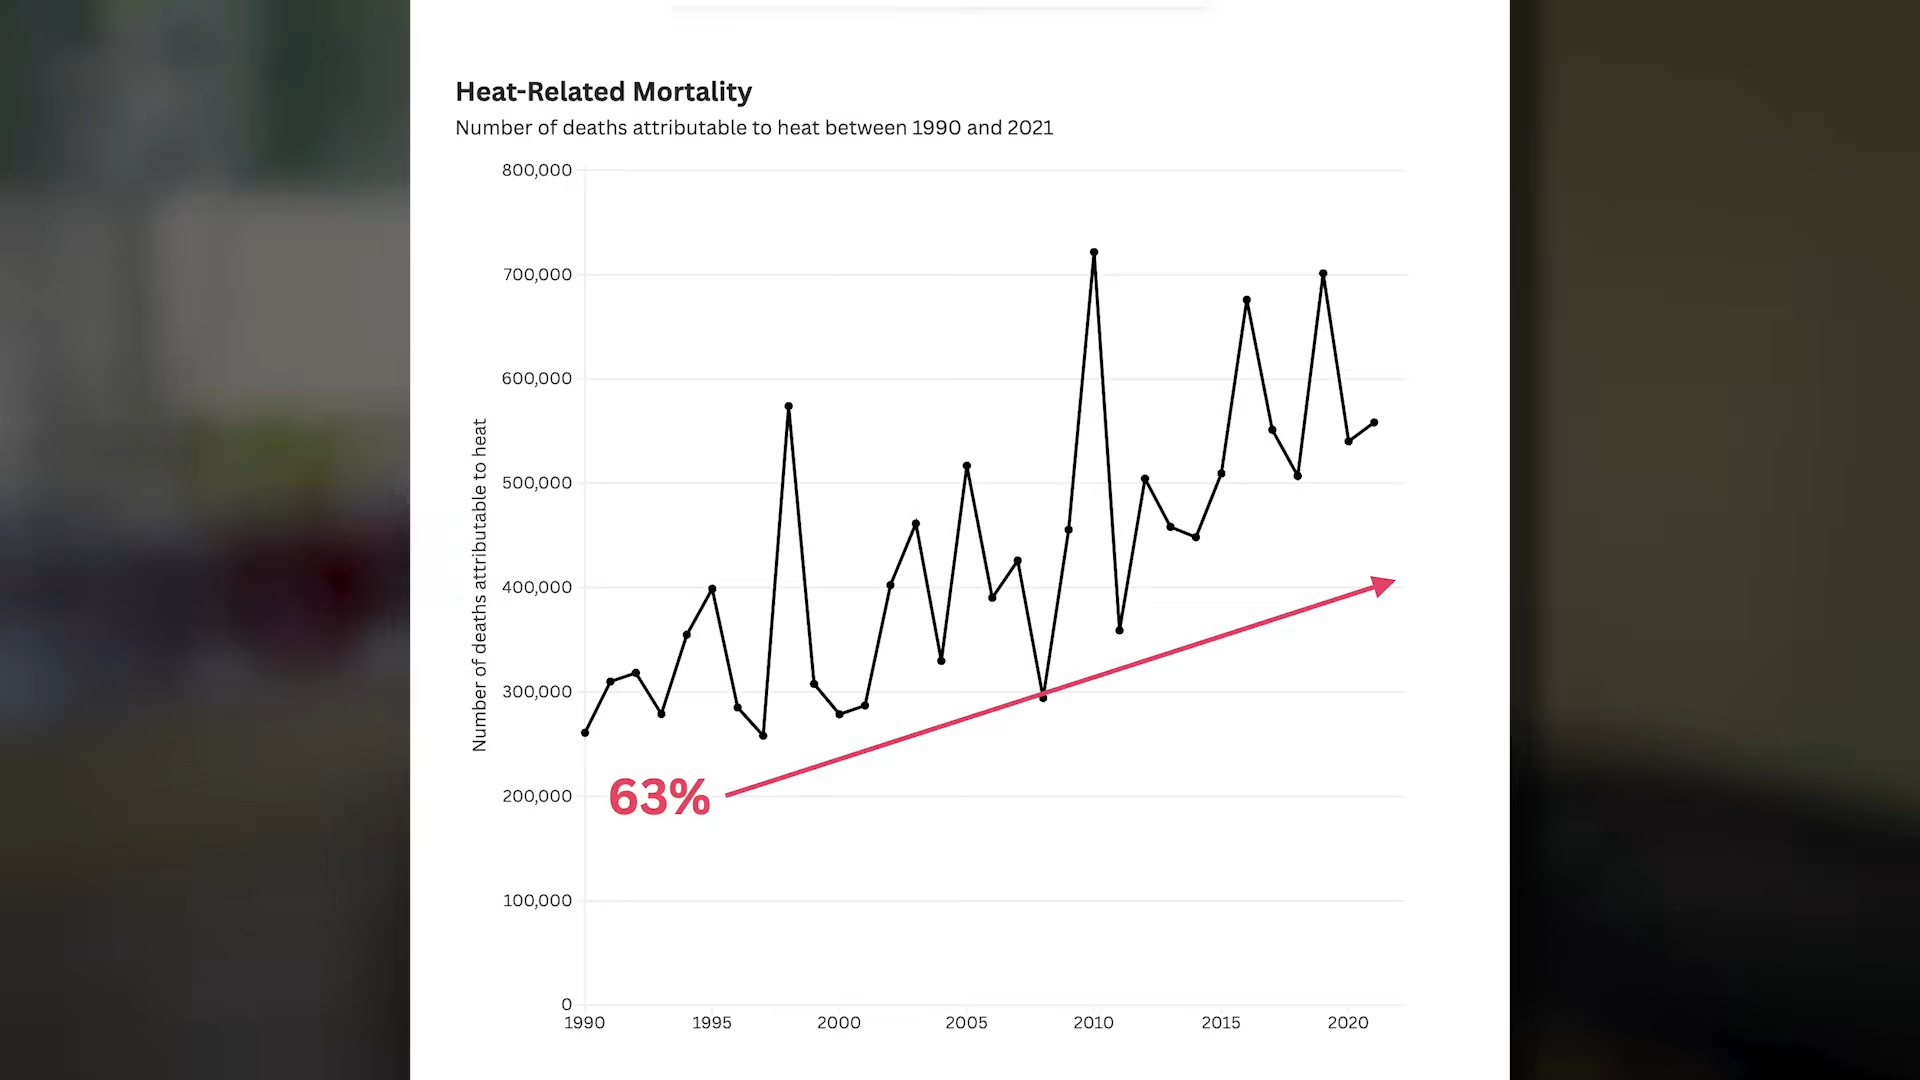 Heat-Related Mortality
Number of deaths attributable to heat between 1990 and 2021
800,000
700,000
600,000
500,000
400,000
300,000
200,000
100,000
0
Number of deaths attributable to heat
63%
1990 1995 2000 2005 2010 2015 2020